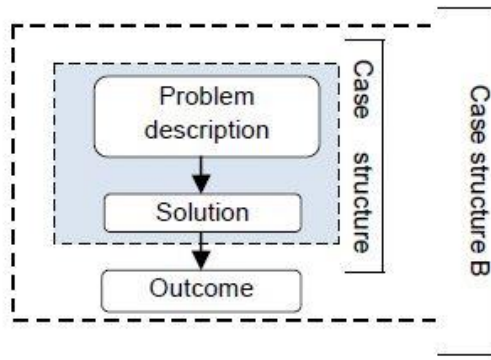 Problem
description
Solution
Outcome
Case structure
Case structure B